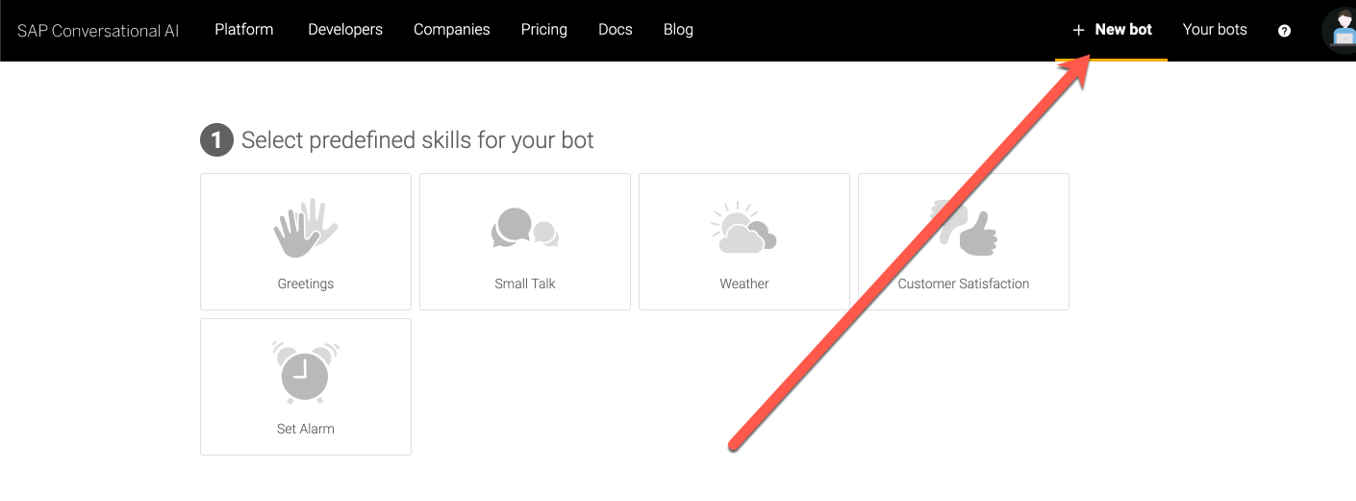 SAP Conversational AI Platform Developers Companies Pricing Docs Blog + New bot Your bots ?
1 Select predefined skills for your bot
Greetings Small Talk Weather Customer Satisfaction
Set Alarm